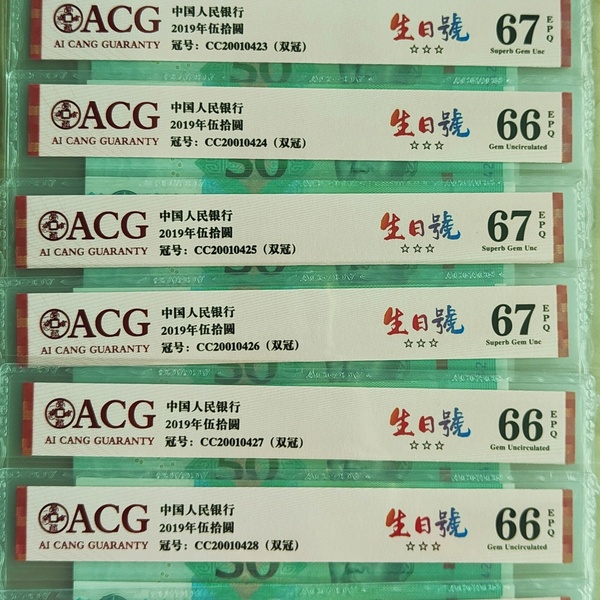 ACG
AI CANG GUARANTY
中国人民银行
2019年伍拾圆
冠号：CC20010423（双冠）
生日號
☆☆☆
67 EPQ
Superb Gem Unc
ACG
AI CANG GUARANTY
中国人民银行
2019年伍拾圆
冠号：CC20010424（双冠）
生日號
☆☆☆
66 EPQ
Gem Uncirculated
50
ACG
AI CANG GUARANTY
中国人民银行
2019年伍拾圆
冠号：CC20010425（双冠）
生日號
☆☆☆
67 EPQ
Superb Gem Unc
ACG
AI CANG GUARANTY
中国人民银行
2019年伍拾圆
冠号：CC20010426（双冠）
生日號
☆☆☆
67 EPQ
Superb Gem Unc
ACG
AI CANG GUARANTY
中国人民银行
2019年伍拾圆
冠号：CC20010427（双冠）
生日號
☆☆☆
66 EPQ
Gem Uncirculated
ACG
AI CANG GUARANTY
中国人民银行
2019年伍拾圆
冠号：CC20010428（双冠）
生日號
☆☆☆
66 EPQ
Gem Uncirculated
50